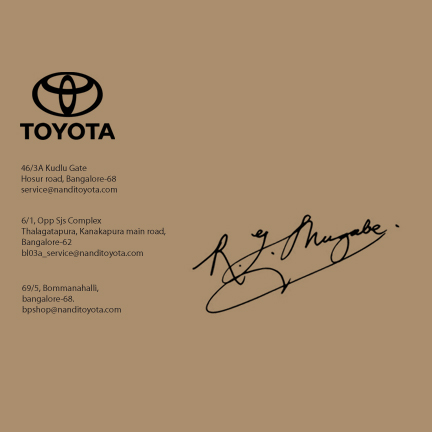 TOYOTA
46/3A Kudlu Gate
Hosur road, Bangalore-68
service@nanditoyota.com
6/1, Opp Sjs Complex
Thalagatapura, Kanakapura main road,
Bangalore-62
bl03a_service@nanditoyota.com
69/5, Bommanahalli,
bangalore-68.
bpshop@nanditoyota.com
R. g. Mugabe.